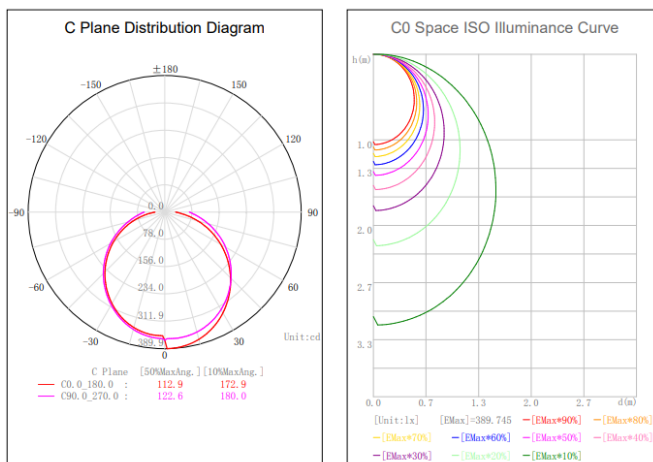 C Plane Distribution Diagram
±180
-150 150
-120 120
-90 90
-60 60
-30 30
0
0.0
78.0
156.0
234.0
311.9
389.9
Unit:cd
C Plane [50%MaxAng.][10%MaxAng.]
C0.0_180.0 : 112.9 172.9
C90.0_270.0 : 122.6 180.0
C0 Space ISO Illuminance Curve
h(m)
1.0
1.3
2.0
2.7
3.3
0.0 0.7 1.3 2.0 2.7 d(m)
[Unit:lx] [EMax]=389.745 [EMax*90%] [EMax*80%]
[EMax*70%] [EMax*60%] [EMax*50%] [EMax*40%]
[EMax*30%] [EMax*20%] [EMax*10%]